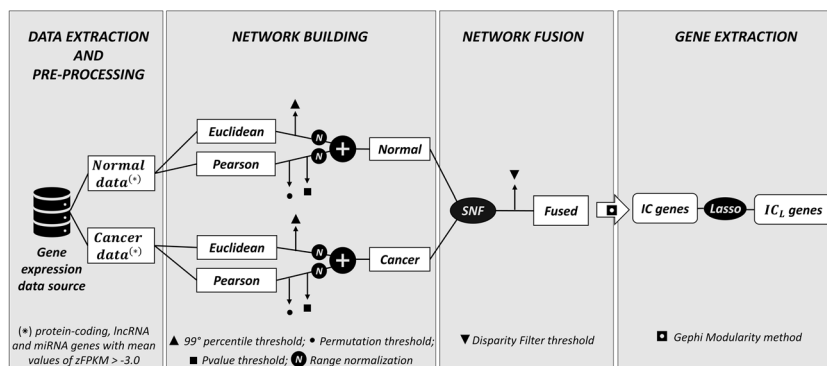 DATA EXTRACTION
AND
PRE-PROCESSING
Normal
data(*)
Cancer
data(*)
Gene
expression
data source
(*) protein-coding, lncRNA
and miRNA genes with mean
values of zFPKM > -3.0
NETWORK BUILDING
Euclidean
Pearson
N
N
+
Normal
Euclidean
Pearson
N
N
+
Cancer
99° percentile threshold; Permutation threshold;
Pvalue threshold; N Range normalization
NETWORK FUSION
SNF
Fused
Disparity Filter threshold
GENE EXTRACTION
IC genes
Lasso
ICL genes
Gephi Modularity method